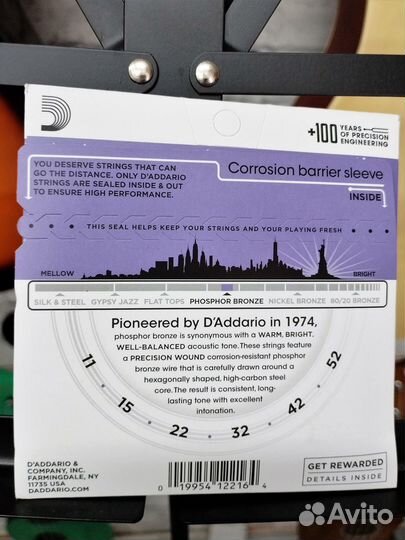 +100 YEARS OF PRECISION ENGINEERING
YOU DESERVE STRINGS THAT CAN
GO THE DISTANCE. ONLY D'ADDARIO
STRINGS ARE SEALED INSIDE & OUT
TO ENSURE HIGH PERFORMANCE.
Corrosion barrier sleeve
INSIDE
THIS SEAL HELPS KEEP YOUR STRINGS AND YOUR PLAYING FRESH
MELLOW
BRIGHT
SILK & STEEL GYPSY JAZZ FLAT TOPS PHOSPHOR BRONZE NICKEL BRONZE 80/20 BRONZE
Pioneered by D'Addario in 1974,
phosphor bronze is synonymous with a WARM, BRIGHT,
WELL-BALANCED acoustic tone. These strings feature
a PRECISION WOUND corrosion-resistant phosphor
bronze wire that is carefully drawn around a
hexagonally shaped, high-carbon steel
core. The result is consistent, long-
lasting tone with excellent
intonation.
11 • 15 • 22 • 32 • 42 • 52
D'ADDARIO &
COMPANY, INC.
FARMINGDALE, NY
11735 USA
DADDARIO.COM
0 19954 12216 4
GET REWARDED
DETAILS INSIDE
Avito